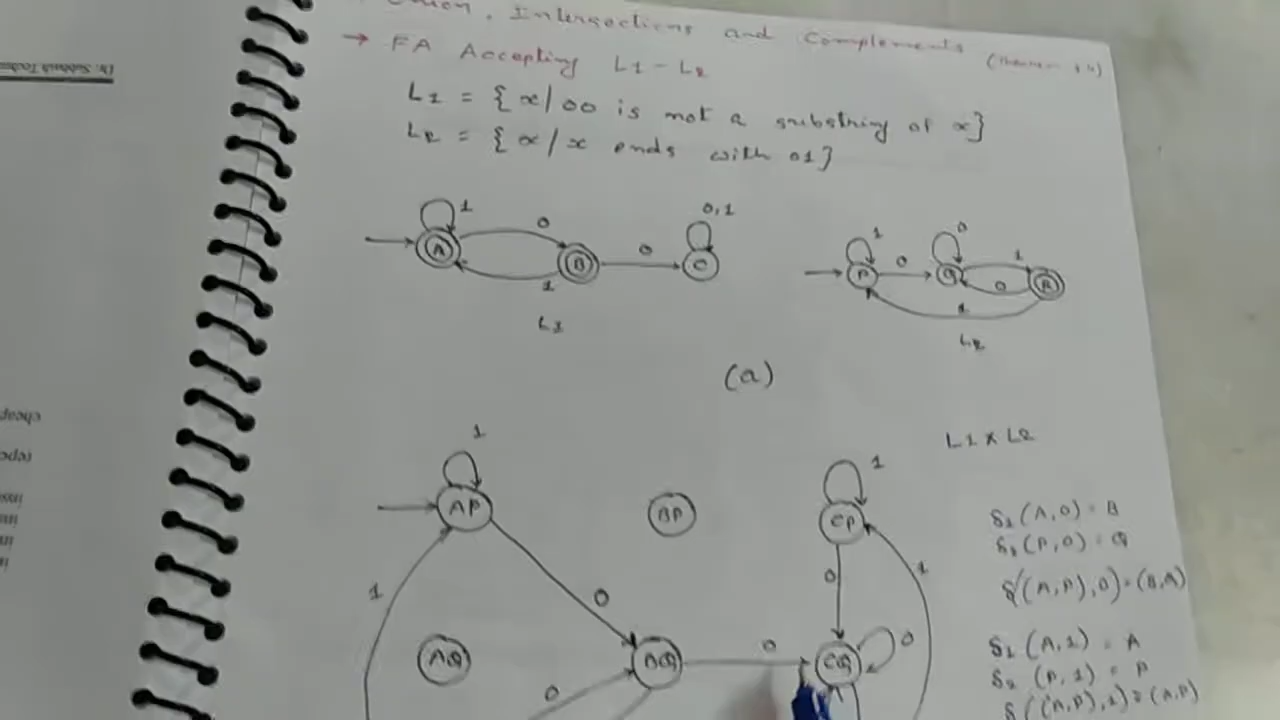 Union, Intersections and Complements
→ FA Accepting L1 - L2
L1 = {x/00 is not a substring of x}
L2 = {x/x ends with 01}
1
0
0,1
A
B
0
C
1
L1
1
0
1
P
0
Q
0
R
1
L2
(a)
L1 x L2
1
1
AP
BP
CP
δ1 (A,0) = B
δ2 (P,0) = Q
0
1
δ((A,P),0) = (B,Q)
1
0
AQ
BQ
0
CQ
0
δ1 (A,1) = A
δ2 (P,1) = P
0
δ((A,P),1) = (A,P)
cheap